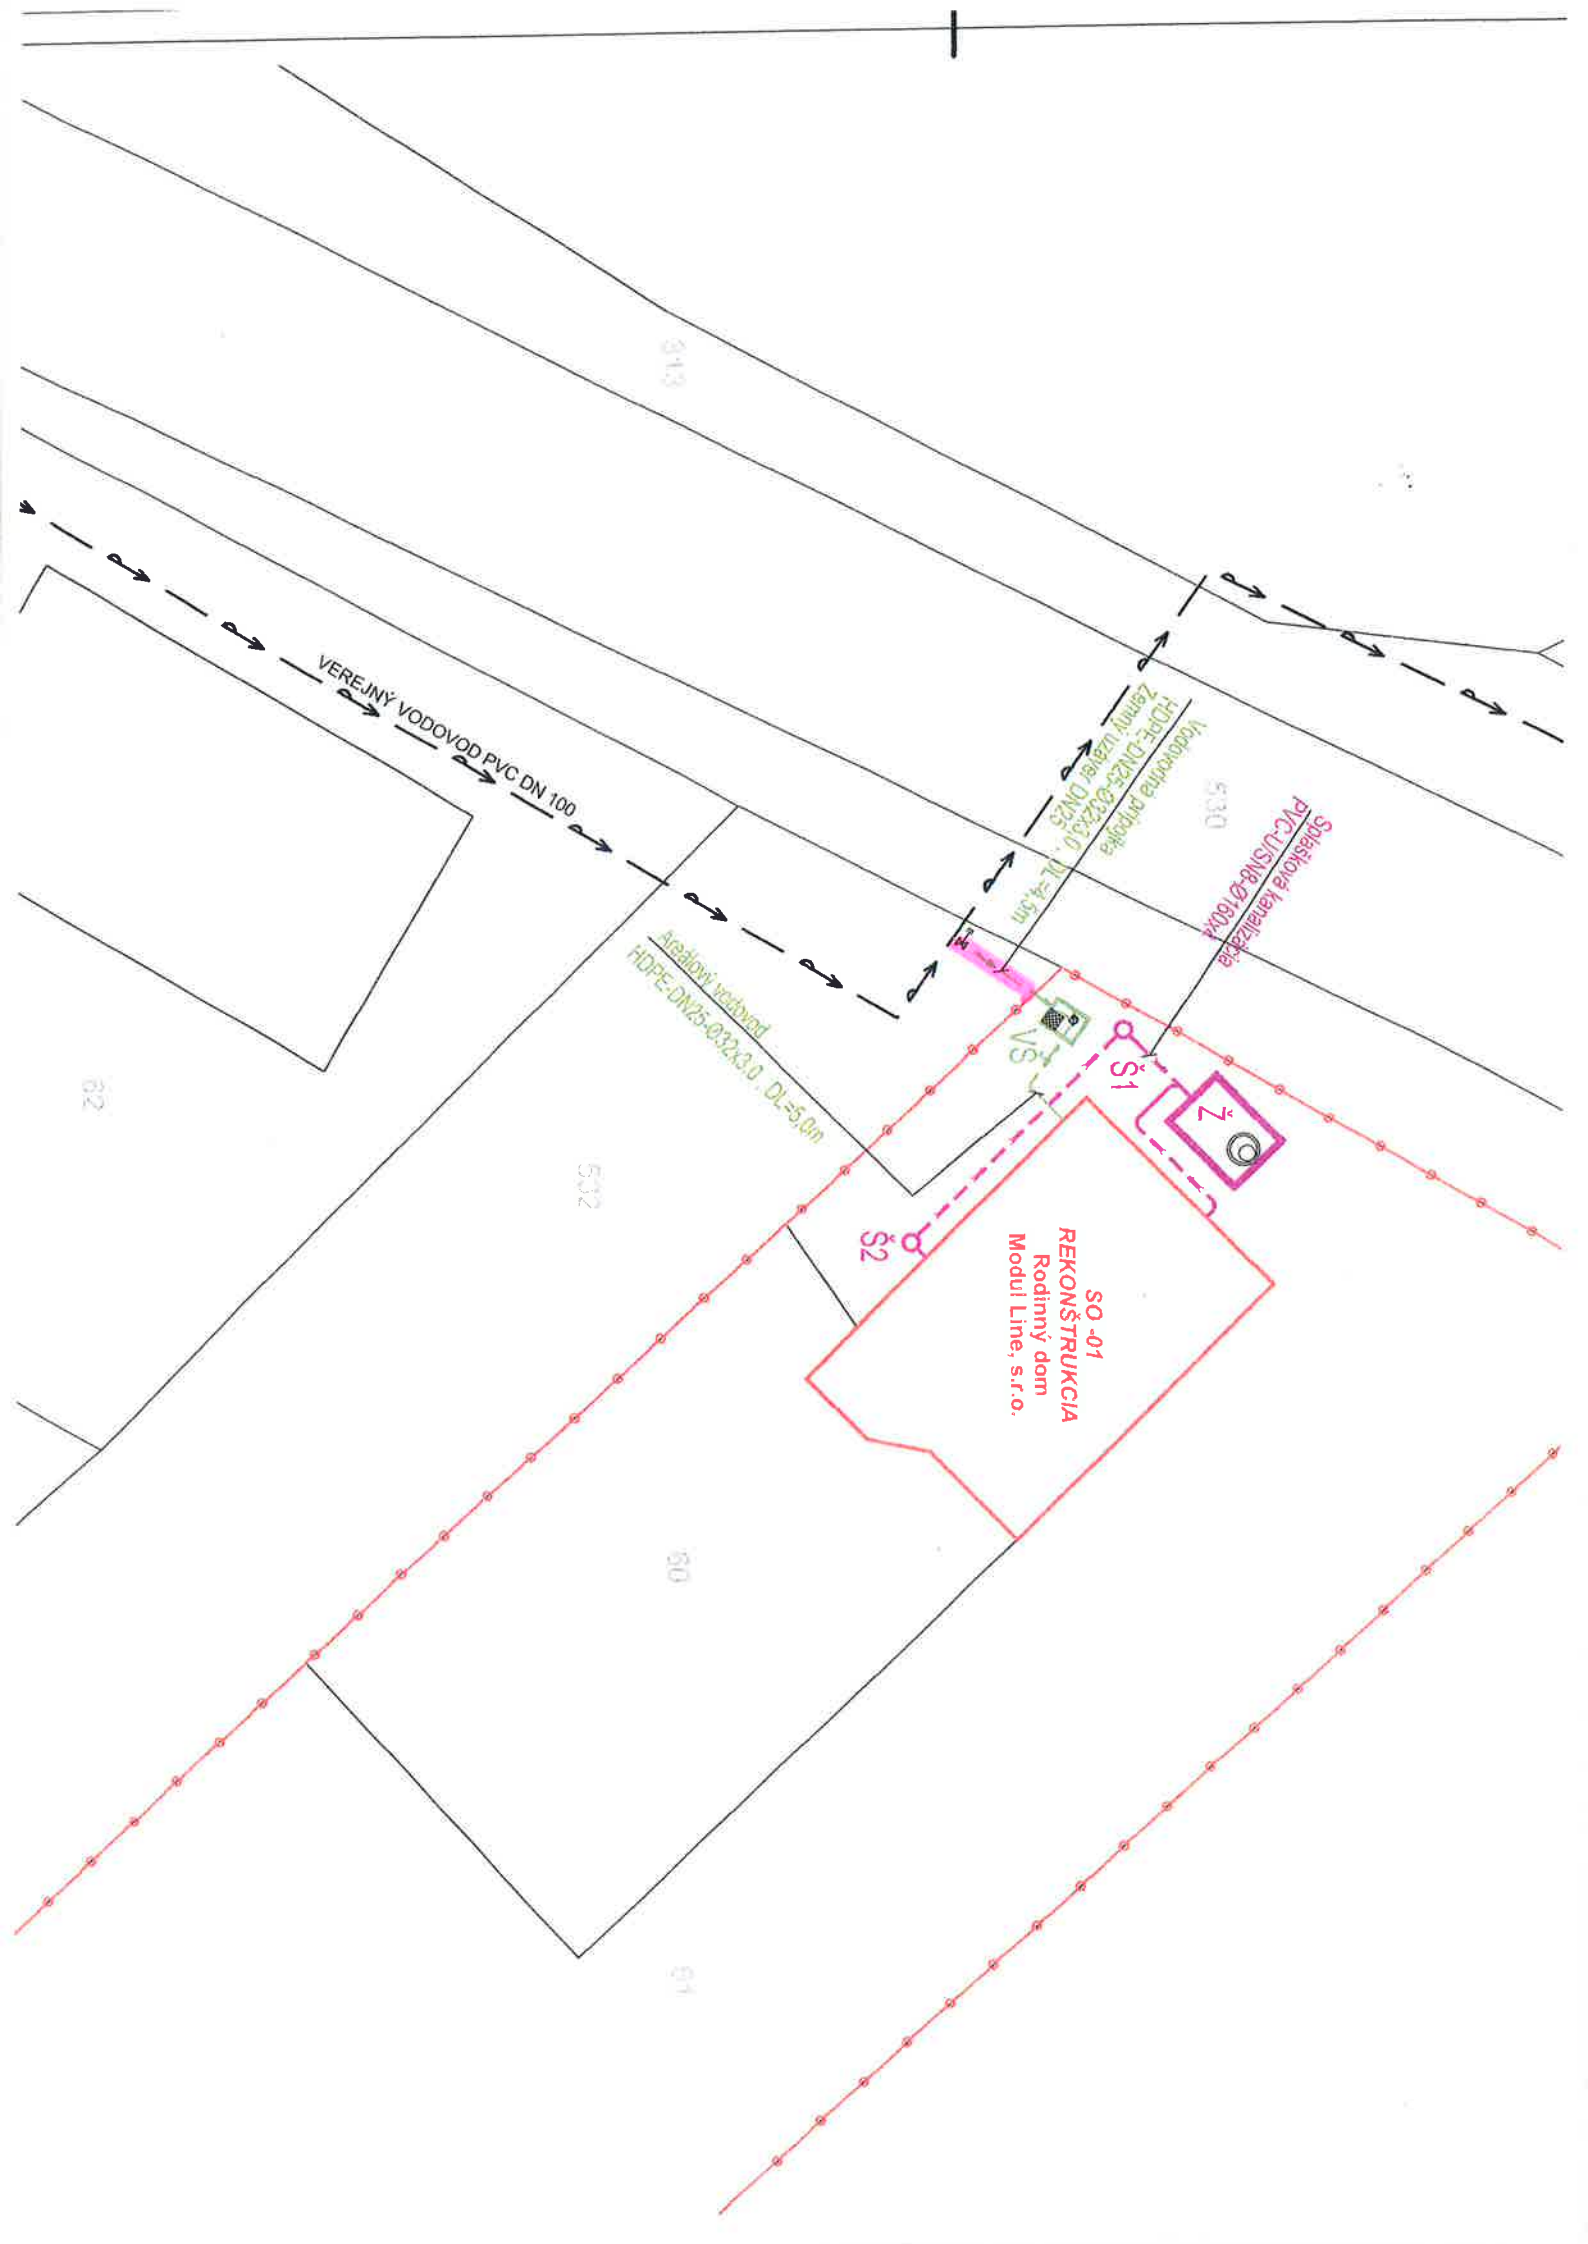 313
VEREJNÝ VODOVOD PVC DN 100
Vodovodná prípojka
HDPE-DN25-Ø32x3,0 , DL=4,5m
Zemný uzáver DN25
530
Splašková kanalizácia
PVC-U/SN8-Ø160x4
Areálový vodovod
HDPE-DN25-Ø32x3,0 , DL=5,0m
VŠ
Š1
Ž
Š2
62
532
SO -01
REKONŠTRUKCIA
Rodinný dom
Modul Line, s.r.o.
60
61